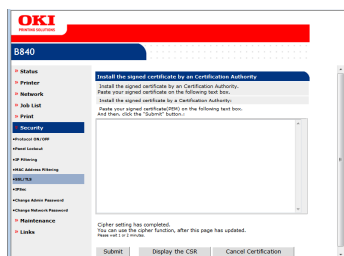 OKI
PRINTING SOLUTIONS
B840
Status
Printer
Network
Job List
Print
Security
Protocol ON/OFF
Panel Lockout
IP Filtering
MAC Address Filtering
SSL/TLS
IPSec
Change Admin Password
Change Network Password
Maintenance
Links
Install the signed certificate by an Certification Authority
Install the signed certificate by an Certification Authority.
Paste your signed certificate on the following text box.
Install the signed certificate by a Certification Authority:
Paste your signed certificate(PEM) on the following text box.
And then, click the "Submit" button.:
Cipher setting has completed.
You can use the cipher function, after this page has updated.
Please wait 1 or 2 minutes.
Submit
Display the CSR
Cancel Certification